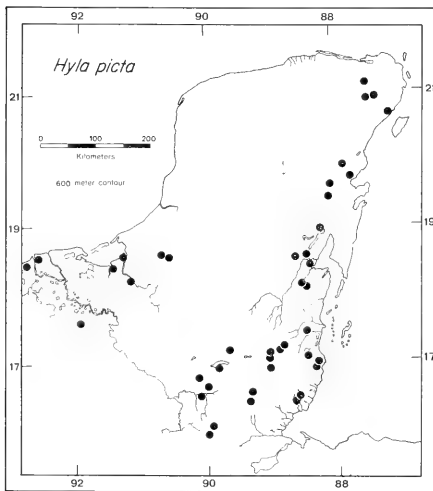 92 90 88
Hyla picta
21 21
0 100 200
Kilometers
600 meter contour
19 19
17 17
92 90 88